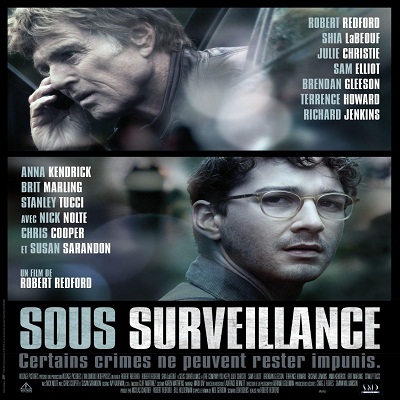 ROBERT REDFORD
SHIA LaBEOUF
JULIE CHRISTIE
SAM ELLIOT
BRENDAN GLEESON
TERRENCE HOWARD
RICHARD JENKINS
ANNA KENDRICK
BRIT MARLING
STANLEY TUCCI
AVEC NICK NOLTE
CHRIS COOPER
ET SUSAN SARANDON
UN FILM DE
ROBERT REDFORD
SOUS SURVEILLANCE
Certains crimes ne peuvent rester impunis.